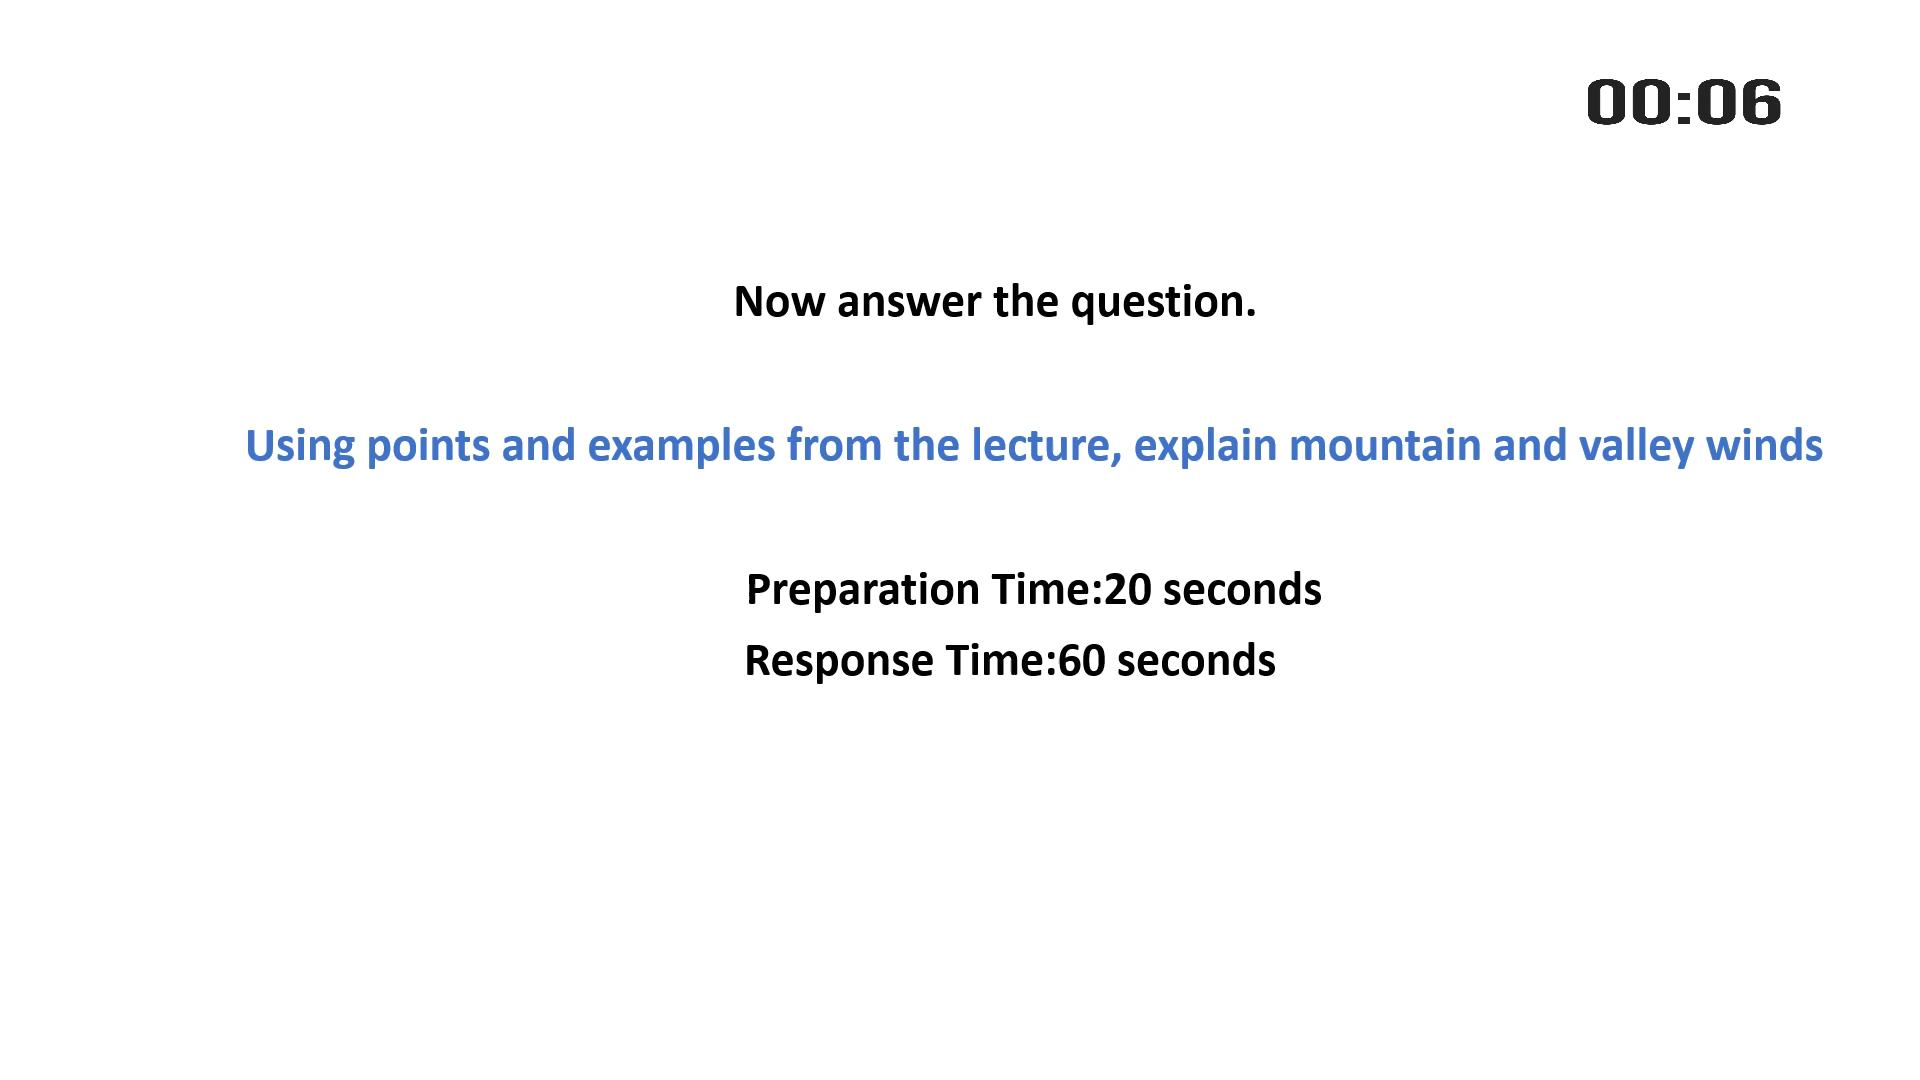 00:06
Now answer the question.
Using points and examples from the lecture, explain mountain and valley winds
Preparation Time:20 seconds
Response Time:60 seconds